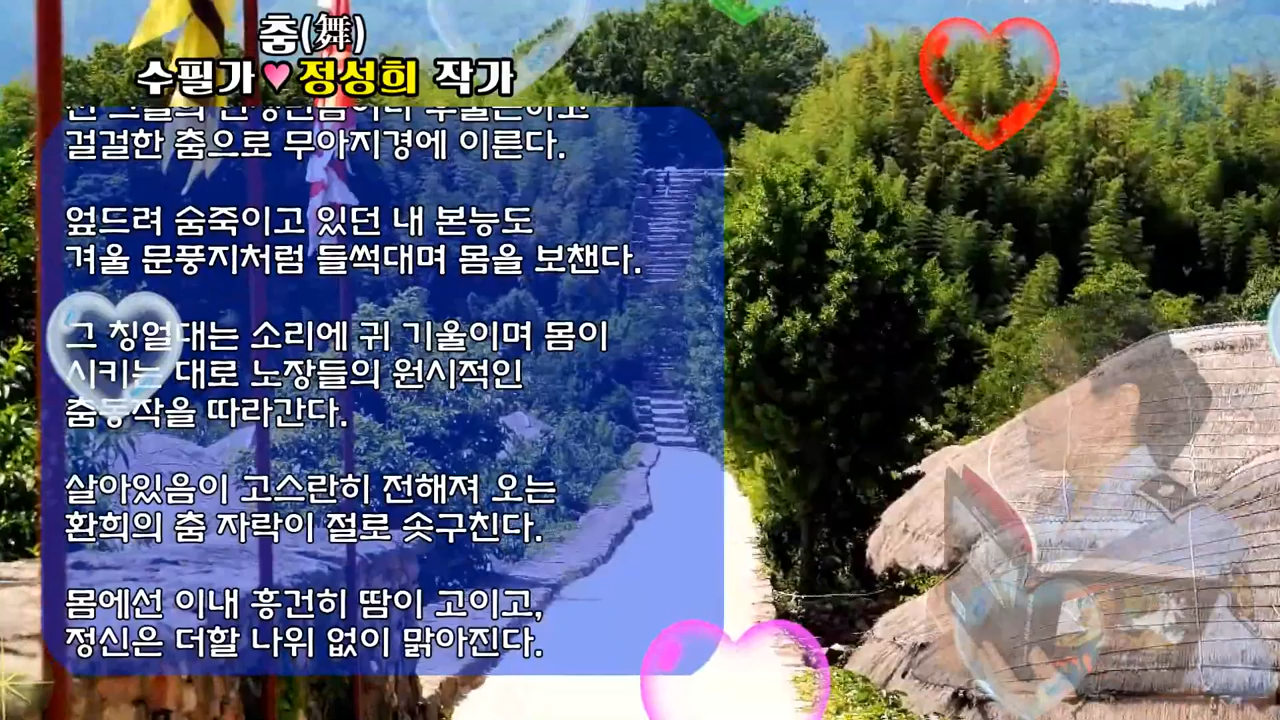 춤(舞)
수필가♥정성희 작가
걸걸한 춤으로 무아지경에 이른다.
엎드려 숨죽이고 있던 내 본능도
겨울 문풍지처럼 들썩대며 몸을 보챈다.
그 칭얼대는 소리에 귀 기울이며 몸이
시키는 대로 노장들의 원시적인
춤동작을 따라간다.
살아있음이 고스란히 전해져 오는
환희의 춤 자락이 절로 솟구친다.
몸에선 이내 흥건히 땀이 고이고,
정신은 더할 나위 없이 맑아진다.